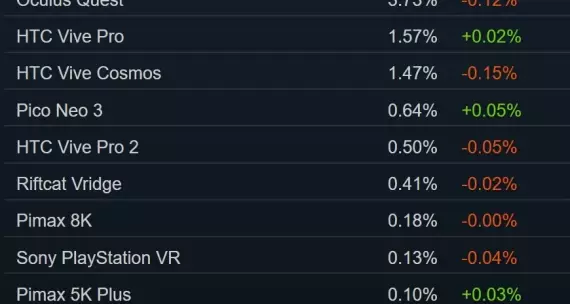 Oculus Quest 3.73% -0.12%
HTC Vive Pro 1.57% +0.02%
HTC Vive Cosmos 1.47% -0.15%
Pico Neo 3 0.64% +0.05%
HTC Vive Pro 2 0.50% -0.05%
Riftcat Vridge 0.41% -0.02%
Pimax 8K 0.18% -0.00%
Sony PlayStation VR 0.13% -0.04%
Pimax 5K Plus 0.10% +0.03%